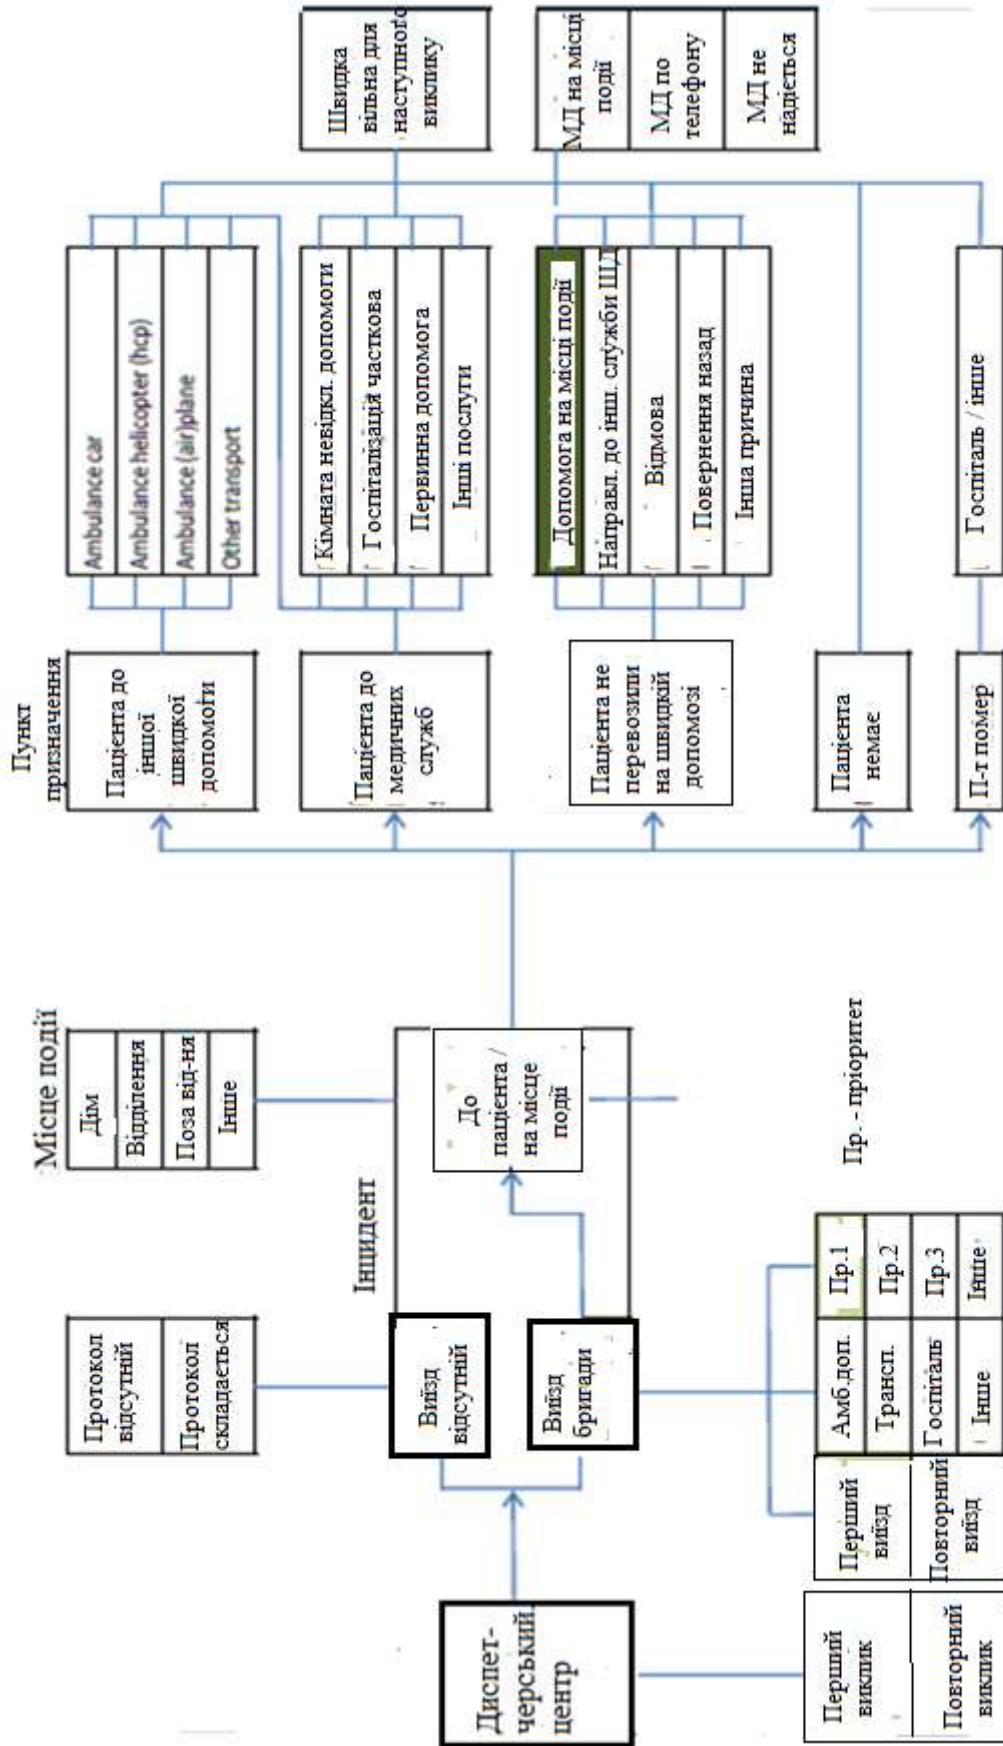 Диспет-
черський
центр
Перший
виклик
Повторний
виклик
Протокол
відсутній
Протокол
складається
Виїзд
відсутній
Виїзд
бригади
Перший
виїзд
Повторний
виїзд
Амб.доп.
Пр.1
Трансп.
Пр.2
Госпіталь
Пр.3
Інше
Інше
Пр. - пріоритет
Місце події
Дім
Відділення
Поза від-ня
Інше
Інцидент
До
пацієнта /
на місце
події
Пункт
призначення
Пацієнта до
іншої
швидкої
допомоги
Пацієнта до
медичних
служб
Пацієнта не
перевозили
на швидкій
допомозі
Пацієнта
немає
П-т помер
Ambulance car
Ambulance helicopter (hcp)
Ambulance (air)plane
Other transport
Кімната невідкл. допомоги
Госпіталізацій часткова
Первинна допомога
Інші послуги
Допомога на місці події
Направл. до інш. служби ШД
Відмова
Повернення назад
Інша причина
Госпіталь / інше
Швидка
вільна для
наступного
виклику
МД на місці
події
МД по
телефону
МД не
надіється